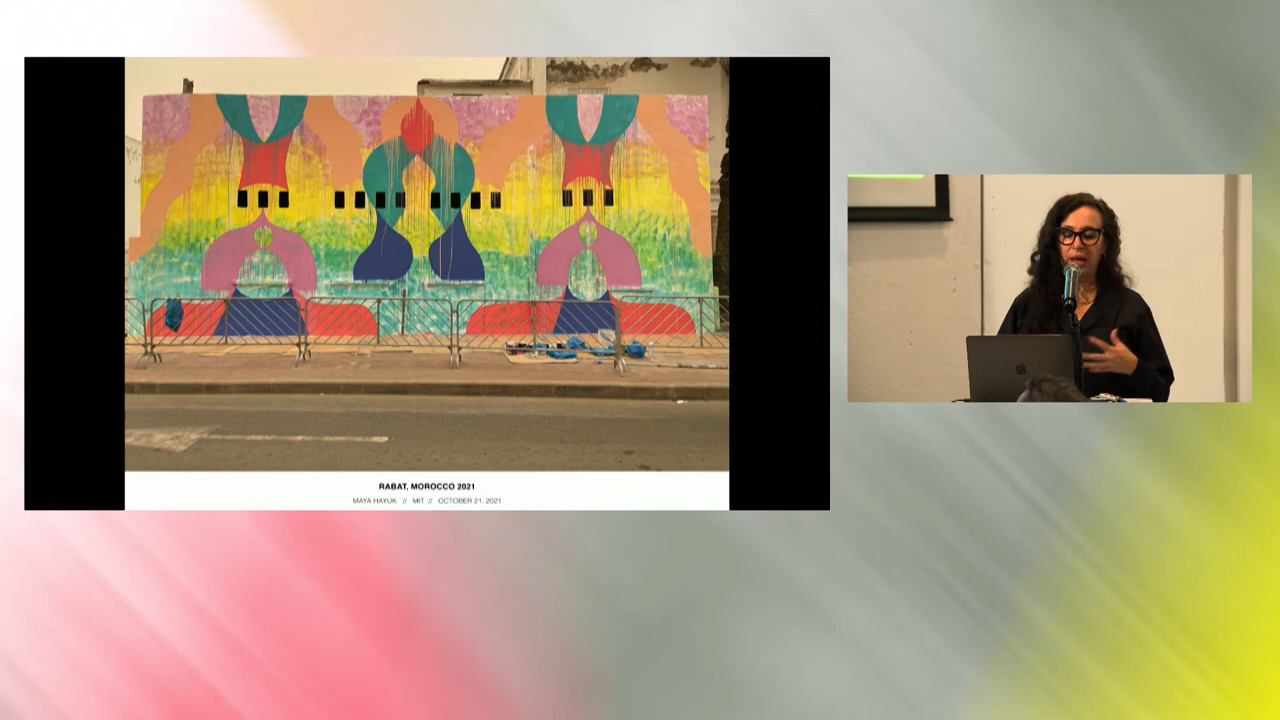 RABAT, MOROCCO 2021
MAYA HAYUK // MIT // OCTOBER 21, 2021